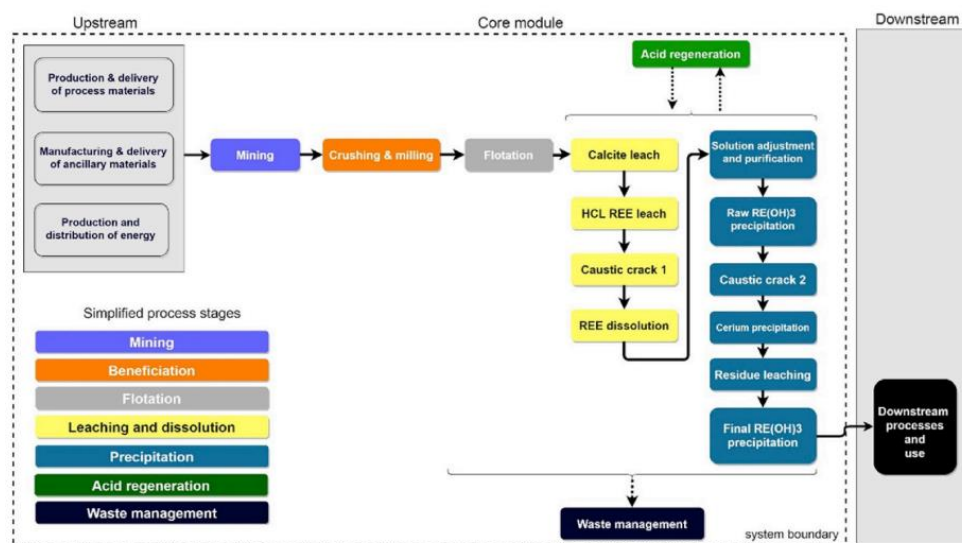 Upstream
Core module
Downstream
Production & delivery
of process materials
Manufacturing & delivery
of ancillary materials
Production and
distribution of energy
Mining
Crushing & milling
Flotation
Acid regeneration
Calcite leach
HCL REE leach
Caustic crack 1
REE dissolution
Solution adjustment
and purification
Raw RE(OH)3
precipitation
Caustic crack 2
Cerium precipitation
Residue leaching
Final RE(OH)3
precipitation
Downstream
processes
and
use
Simplified process stages
Mining
Beneficiation
Flotation
Leaching and dissolution
Precipitation
Acid regeneration
Waste management
Waste management
system boundary